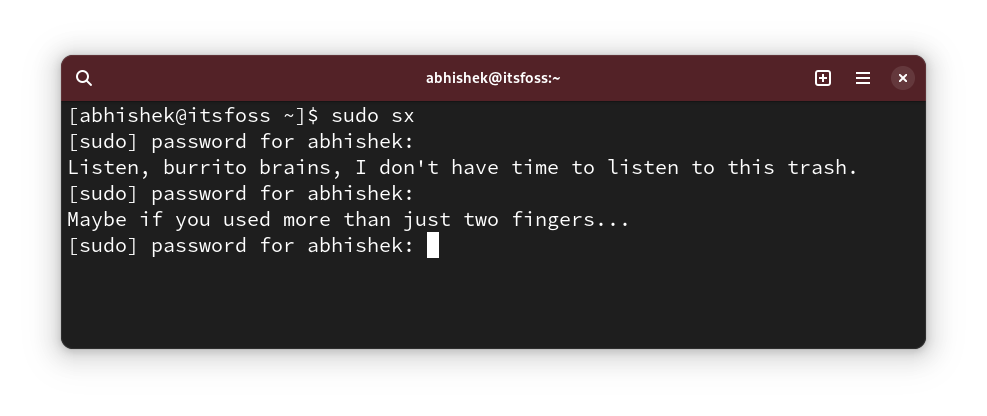 abhishek@itsfoss:~
[abhishek@itsfoss ~]$ sudo sx
[sudo] password for abhishek:
Listen, burrito brains, I don't have time to listen to this trash.
[sudo] password for abhishek:
Maybe if you used more than just two fingers...
[sudo] password for abhishek: